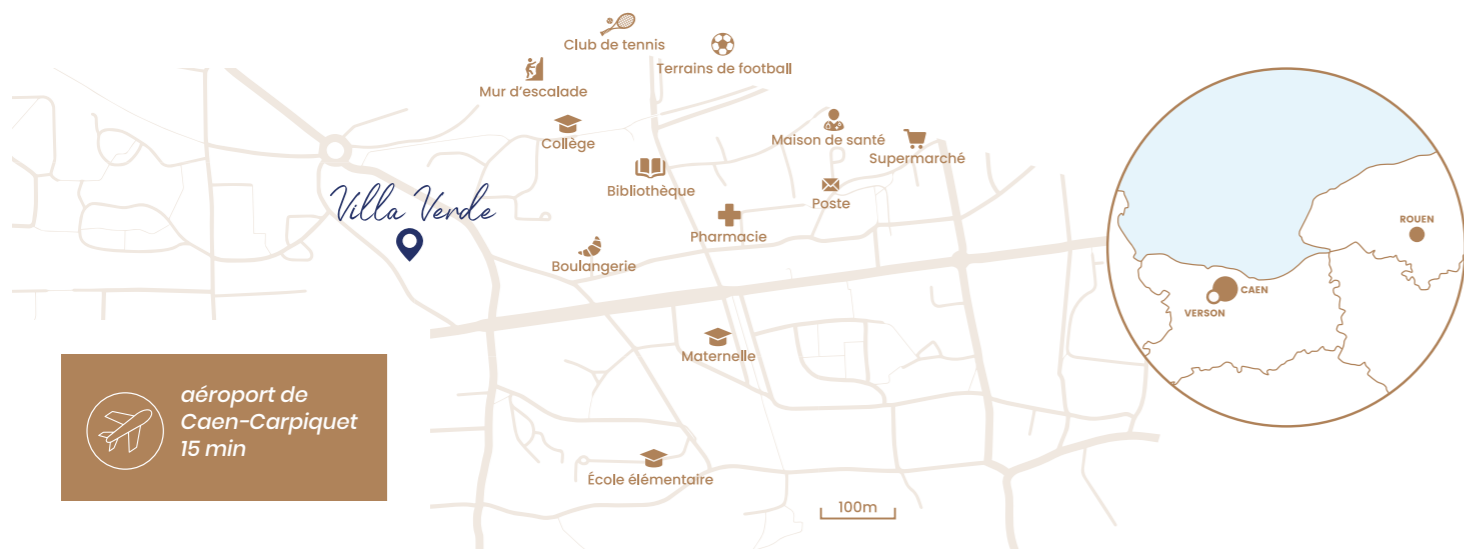 Club de tennis
Terrains de football
Mur d'escalade
Collège
Maison de santé
Supermarché
Bibliothèque
Poste
Villa Verde
Pharmacie
Boulangerie
Maternelle
École élémentaire
100m
aéroport de
Caen-Carpiquet
15 min
ROUEN
CAEN
VERSON